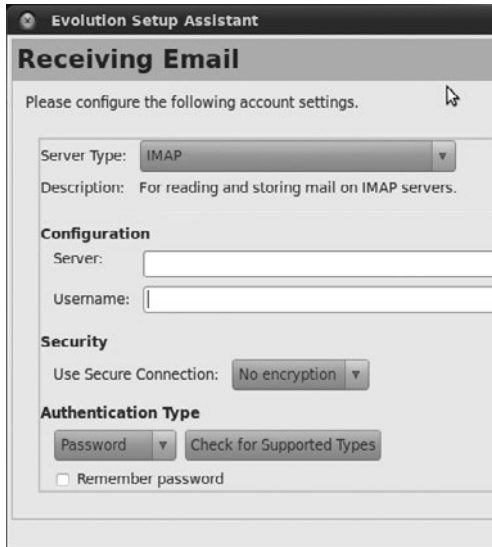 Evolution Setup Assistant
Receiving Email
Please configure the following account settings.
Server Type: IMAP
Description: For reading and storing mail on IMAP servers.
Configuration
Server:
Username:
Security
Use Secure Connection: No encryption
Authentication Type
Password Check for Supported Types
Remember password